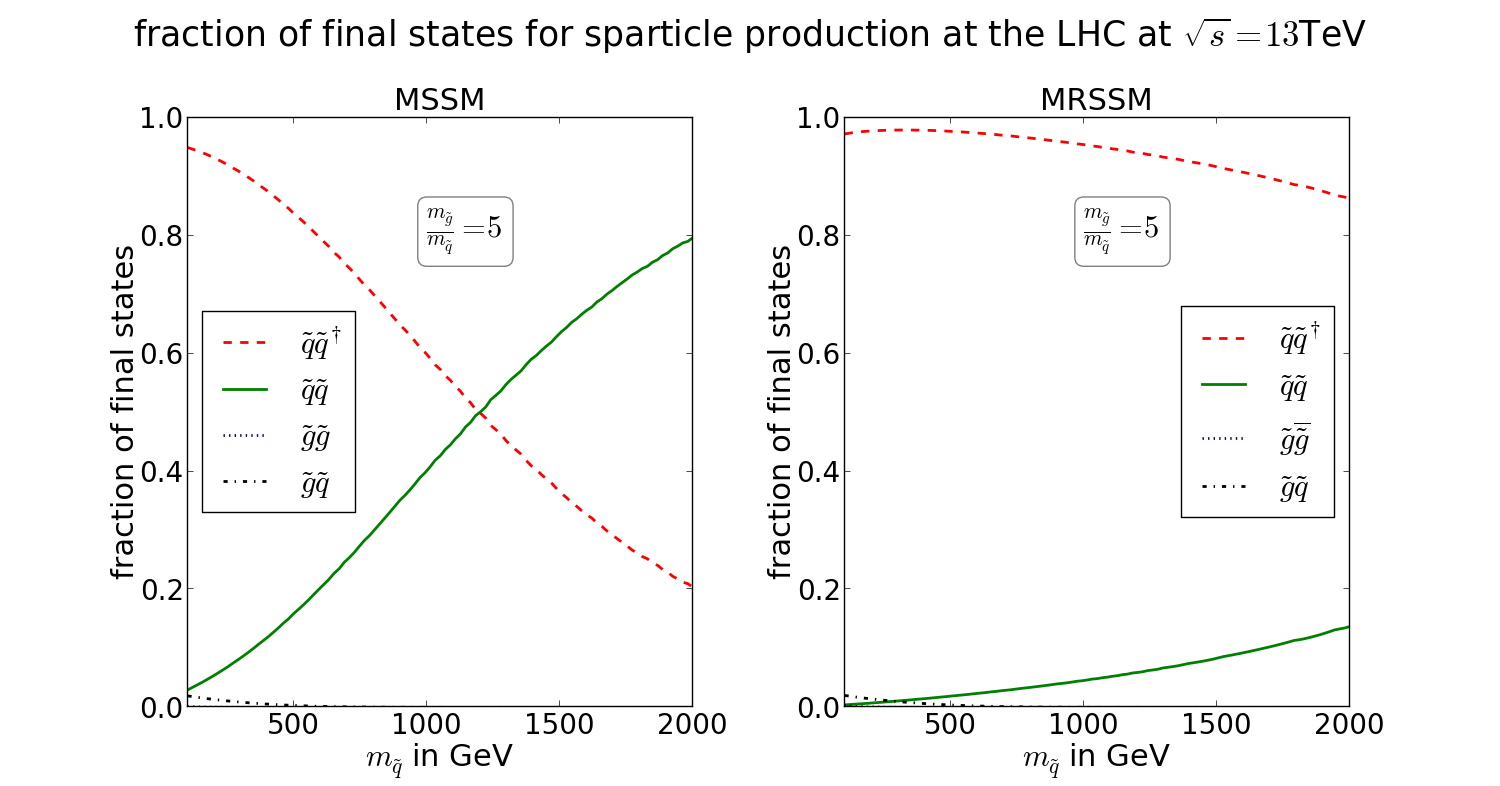 fraction of final states for sparticle production at the LHC at √s = 13TeV
MSSM
1.0
0.8
0.6
0.4
0.2
0.0
500
1000
1500
2000
fraction of final states
m_q̃ in GeV
m_g̃/m_q̃ = 5
q̃q̃†
q̃q̃
g̃g̃
g̃q̃
MRSSM
1.0
0.8
0.6
0.4
0.2
0.0
500
1000
1500
2000
fraction of final states
m_q̃ in GeV
m_g̃/m_q̃ = 5
q̃q̃†
q̃q̃
g̃g̃̅
g̃q̃